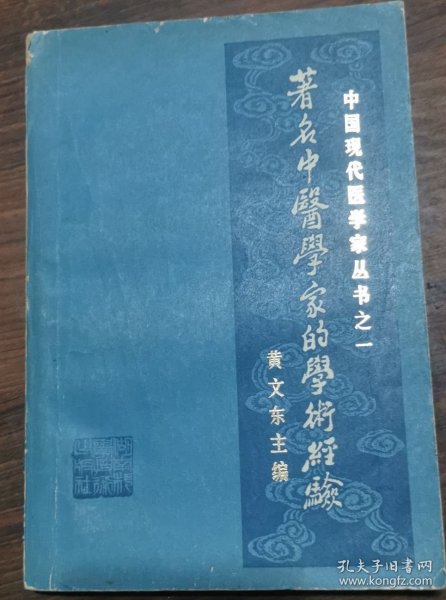 中国现代医学家丛书之一
著名中醫學家的學術經驗
黄文东主编
孔夫子旧书网
www.kongfz.com